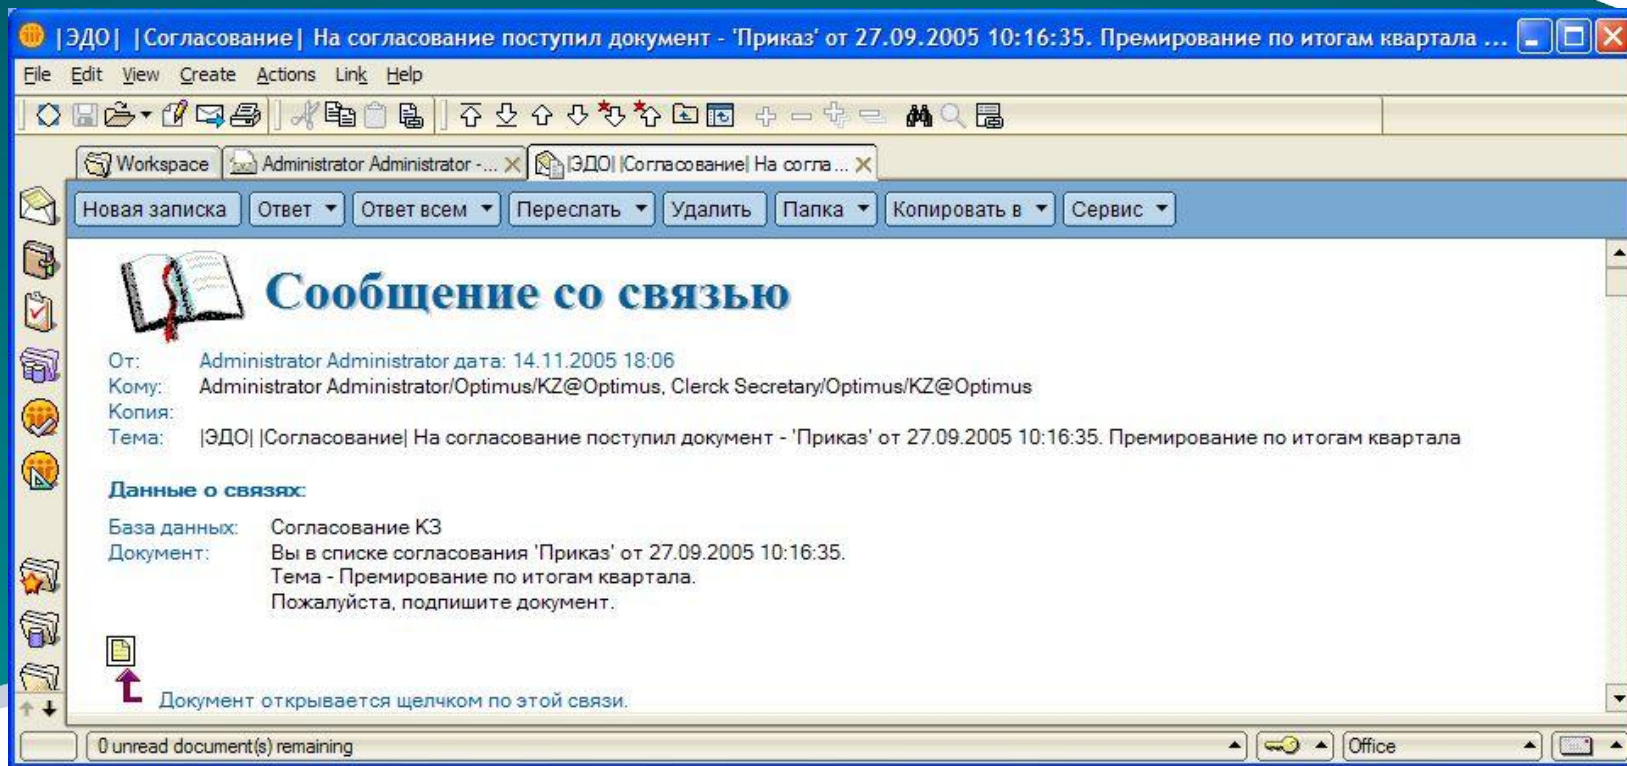 |ЭДО| |Согласование| На согласование поступил документ - 'Приказ' от 27.09.2005 10:16:35. Премирование по итогам квартала ...
File Edit View Create Actions Link Help
Workspace Administrator Administrator -... |ЭДО| |Согласование| На согла...
Новая записка Ответ Ответ всем Переслать Удалить Папка Копировать в Сервис
Сообщение со связью
От: Administrator Administrator дата: 14.11.2005 18:06
Кому: Administrator Administrator/Optimus/KZ@Optimus, Clerck Secretary/Optimus/KZ@Optimus
Копия:
Тема: |ЭДО| |Согласование| На согласование поступил документ - 'Приказ' от 27.09.2005 10:16:35. Премирование по итогам квартала
Данные о связях:
База данных: Согласование КЗ
Документ: Вы в списке согласования 'Приказ' от 27.09.2005 10:16:35.
Тема - Премирование по итогам квартала.
Пожалуйста, подпишите документ.
Документ открывается щелчком по этой связи.
0 unread document(s) remaining Office